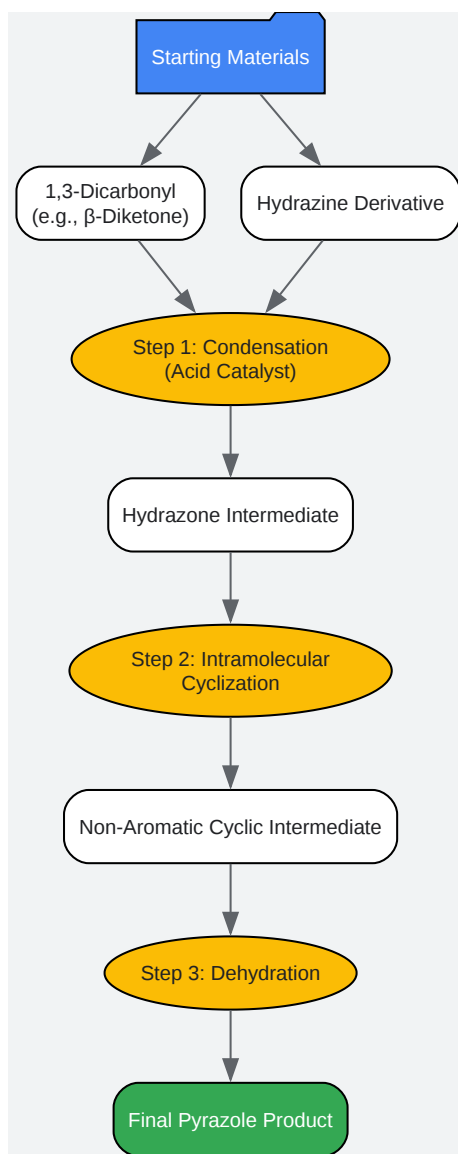 Starting Materials
1,3-Dicarbonyl
(e.g., β-Diketone)
Hydrazine Derivative
Step 1: Condensation
(Acid Catalyst)
Hydrazone Intermediate
Step 2: Intramolecular
Cyclization
Non-Aromatic Cyclic Intermediate
Step 3: Dehydration
Final Pyrazole Product